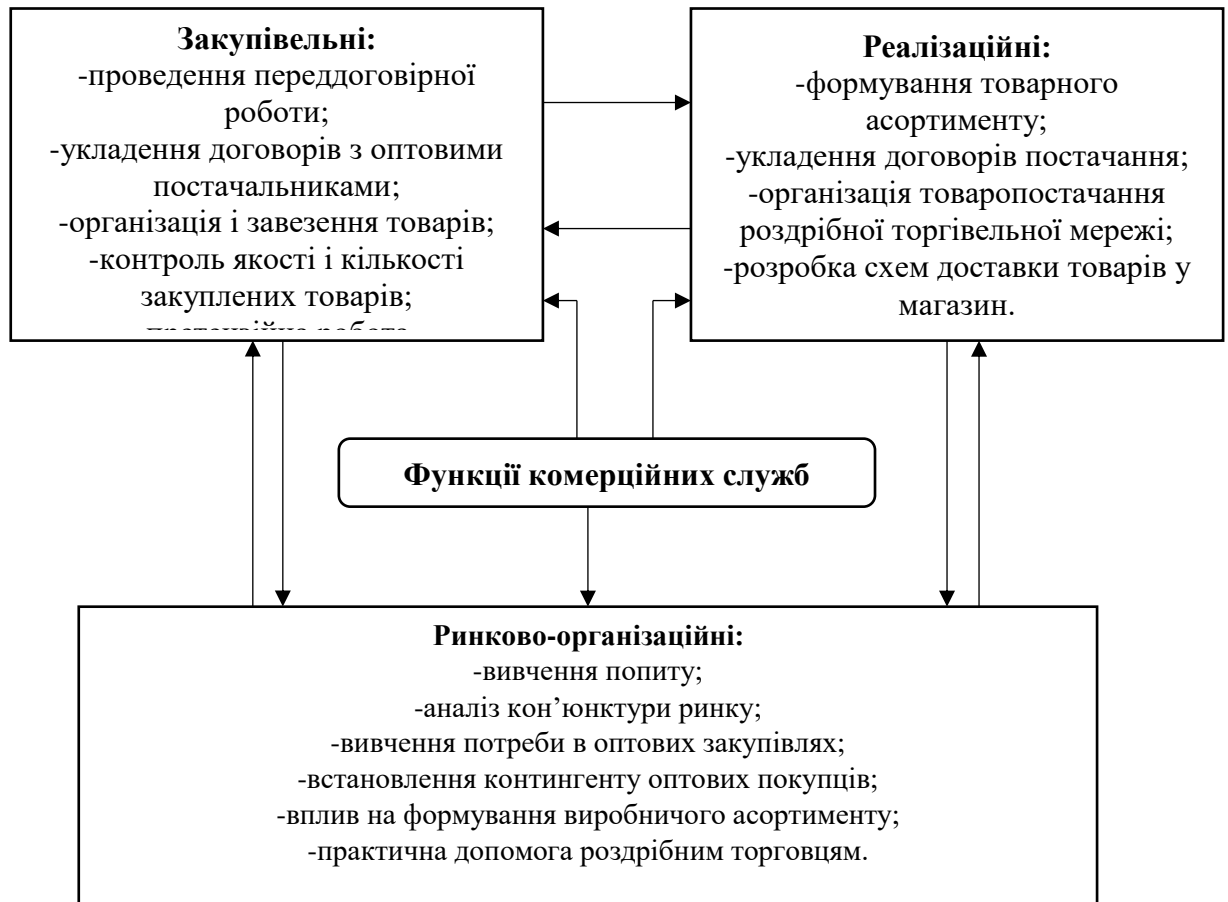 Закупівельні:
-проведення переддоговірної
роботи;
-укладення договорів з оптовими
постачальниками;
-організація і завезення товарів;
-контроль якості і кількості
закуплених товарів;
Реалізаційні:
-формування товарного
асортименту;
-укладення договорів постачання;
-організація товаропостачання
роздрібної торгівельної мережі;
-розробка схем доставки товарів у
магазин.
Функції комерційних служб
Ринково-організаційні:
-вивчення попиту;
-аналіз кон’юнктури ринку;
-вивчення потреби в оптових закупівлях;
-встановлення контингенту оптових покупців;
-вплив на формування виробничого асортименту;
-практична допомога роздрібним торговцям.